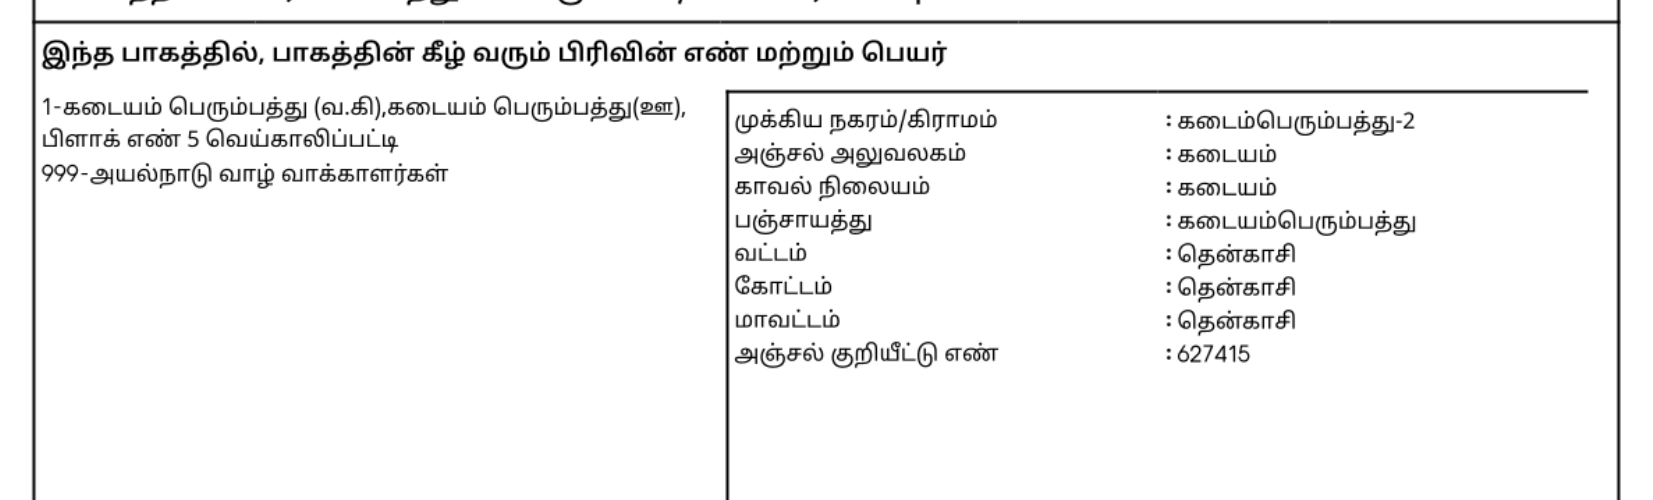 இந்த பாகத்தில், பாகத்தின் கீழ் வரும் பிரிவின் எண் மற்றும் பெயர்
1-கடையம் பெரும்பத்து (வ.கி),கடையம் பெரும்பத்து(ஊ),
பிளாக் எண் 5 வெய்காலிப்பட்டி
999-அயல்நாடு வாழ் வாக்காளர்கள்
முக்கிய நகரம்/கிராமம் : கடைம்பெரும்பத்து-2
அஞ்சல் அலுவலகம் : கடையம்
காவல் நிலையம் : கடையம்
பஞ்சாயத்து : கடையம்பெரும்பத்து
வட்டம் : தென்காசி
கோட்டம் : தென்காசி
மாவட்டம் : தென்காசி
அஞ்சல் குறியீட்டு எண் : 627415